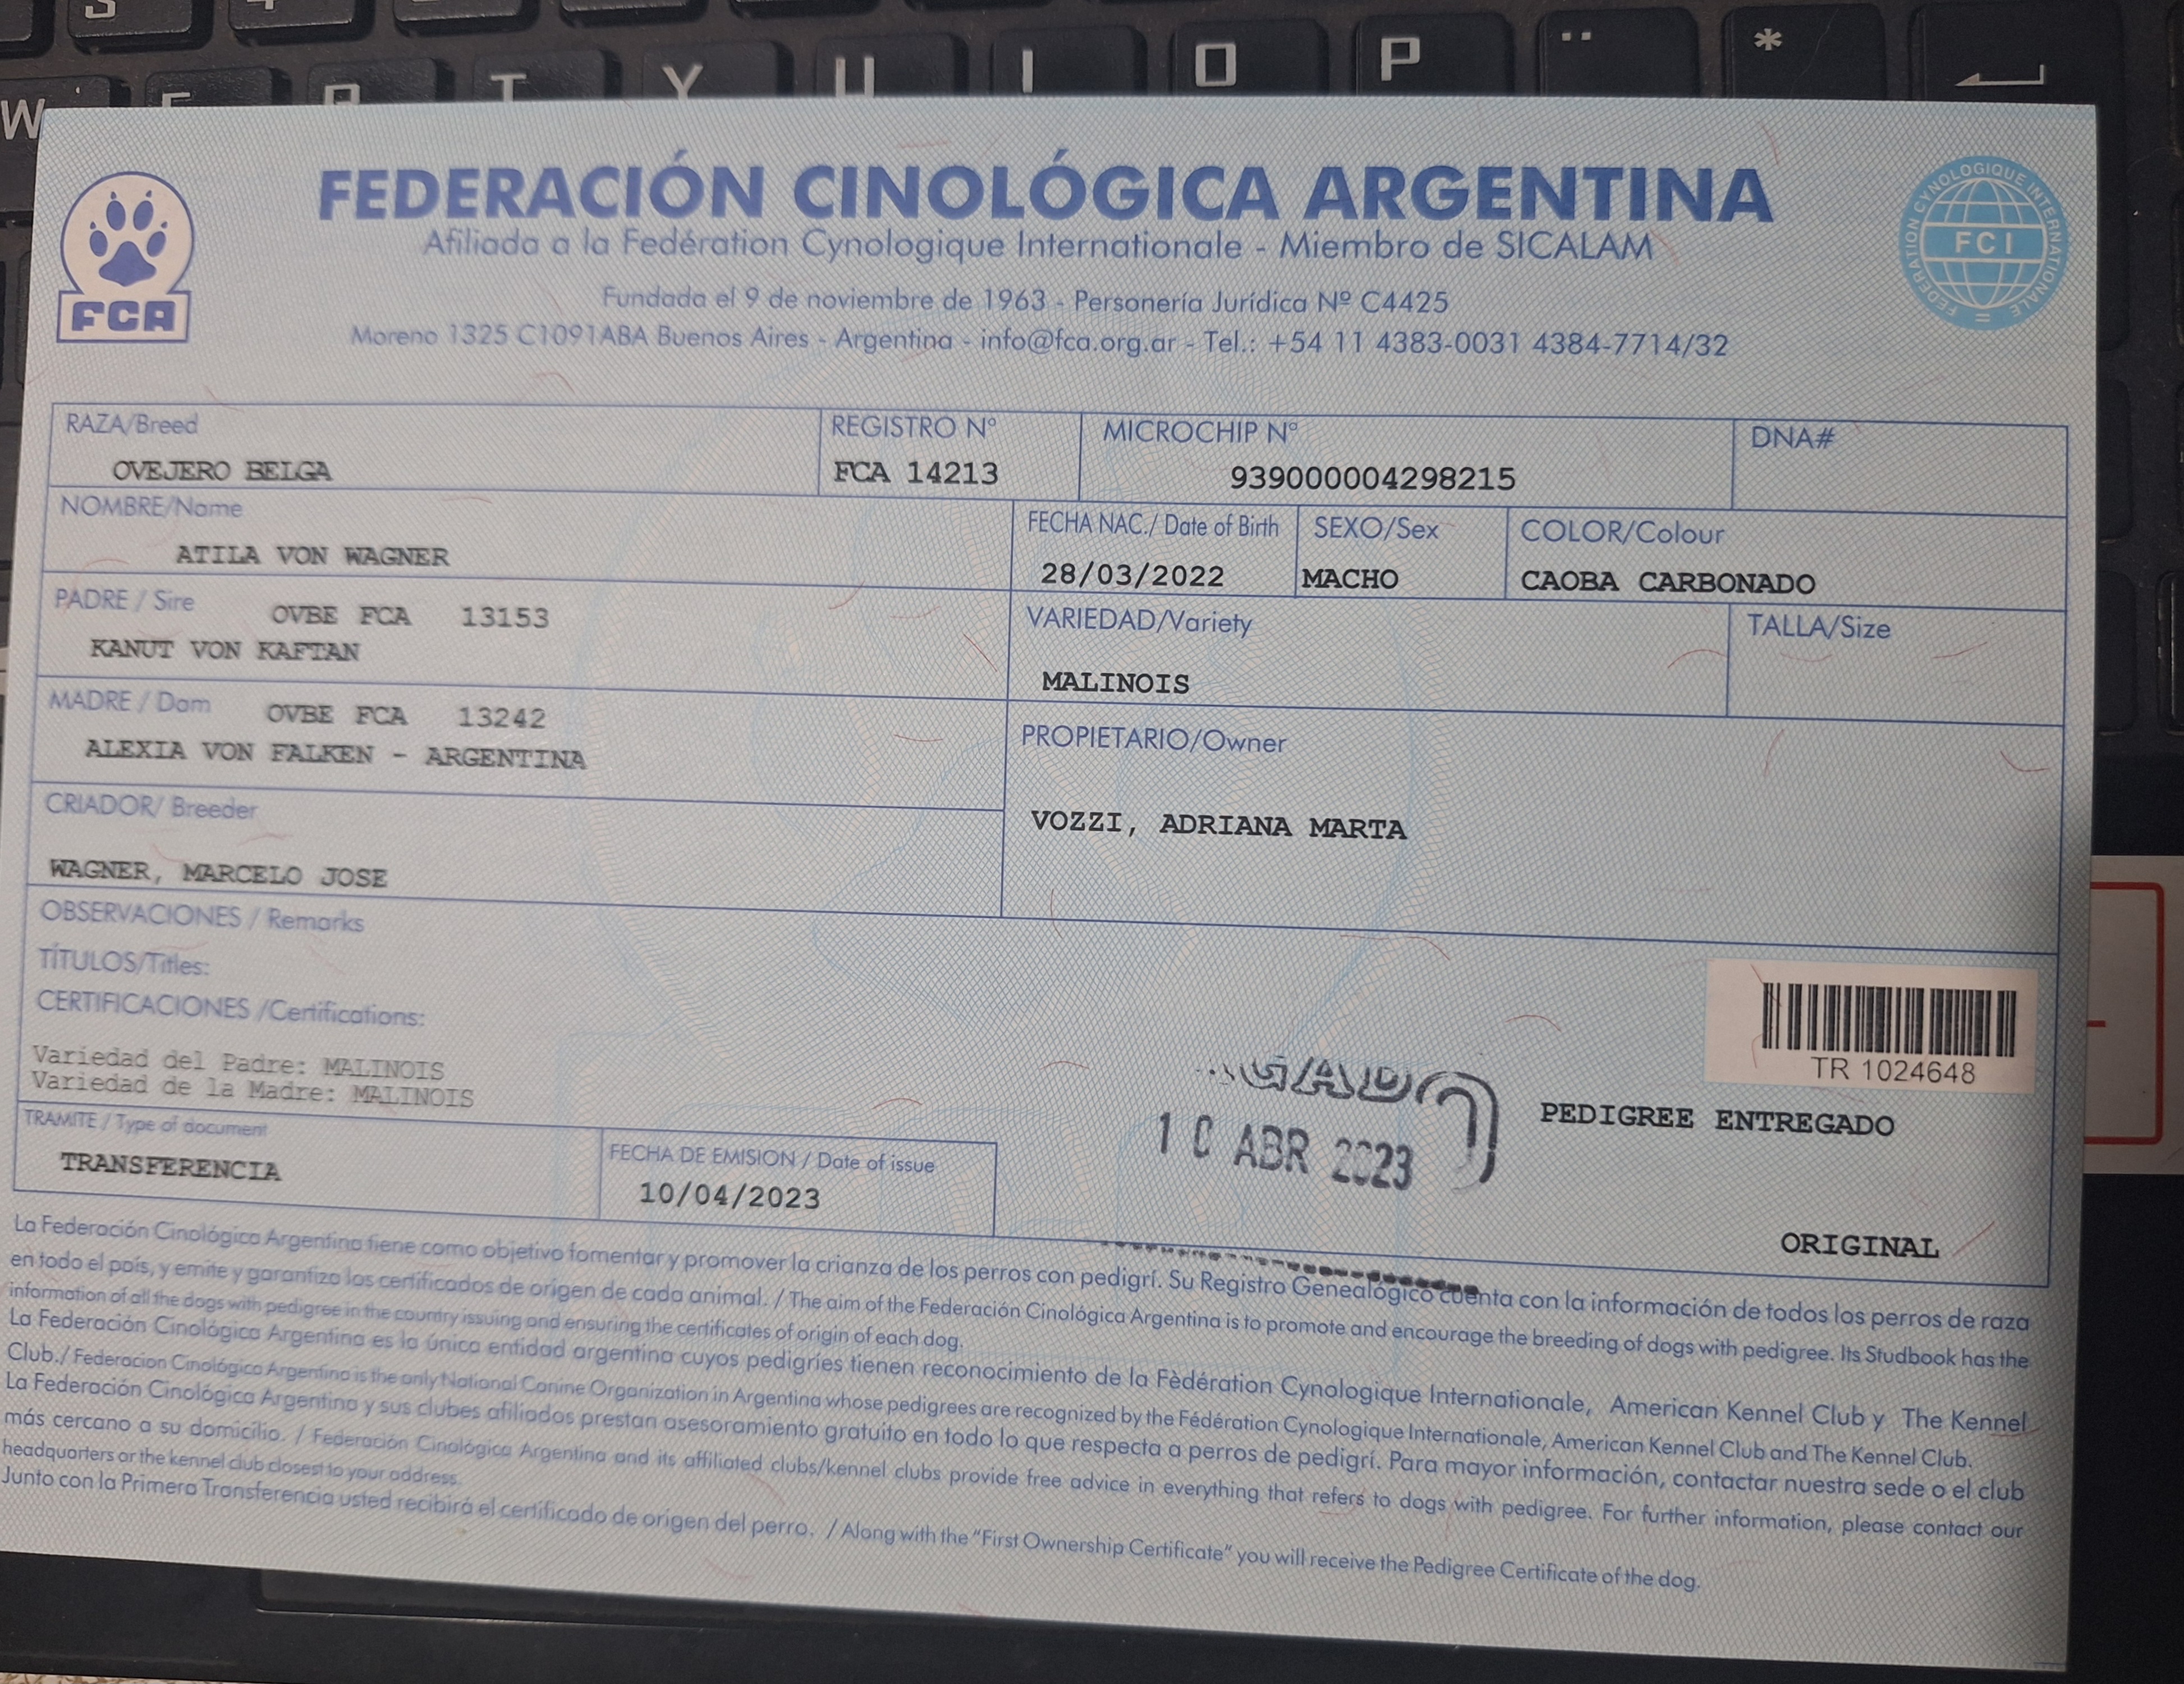 W T Y U I O P ¨ *
FEDERACIÓN CINOLÓGICA ARGENTINA
Afiliada a la Fedération Cynologique Internationale - Miembro de SICALAM
Fundada el 9 de noviembre de 1963 - Personería Jurídica Nº C4425
Moreno 1325 C1091ABA Buenos Aires - Argentina - info@fca.org.ar - Tel.: +54 11 4383-0031 4384-7714/32
FCA
FEDERATION CYNOLOGIQUE INTERNATIONALE
FCI
RAZA/Breed
OVEJERO BELGA
REGISTRO Nº
FCA 14213
MICROCHIP Nº
939000004298215
DNA#
NOMBRE/Name
ATILA VON WAGNER
FECHA NAC./ Date of Birth
28/03/2022
SEXO/Sex
MACHO
COLOR/Colour
CAOBA CARBONADO
PADRE / Sire OVBE FCA 13153
KANUT VON KAFTAN
VARIEDAD/Variety
MALINOIS
TALLA/Size
MADRE / Dam OVBE FCA 13242
ALEXIA VON FALKEN - ARGENTINA
PROPIETARIO/Owner
VOZZI, ADRIANA MARTA
CRIADOR/ Breeder
WAGNER, MARCELO JOSE
OBSERVACIONES / Remarks
TÍTULOS/Titles:
CERTIFICACIONES /Certifications:
Variedad del Padre: MALINOIS
Variedad de la Madre: MALINOIS
TR 1024648
10 ABR 2023
PEDIGREE ENTREGADO
TRAMITE / Type of document
TRANSFERENCIA
FECHA DE EMISION / Date of issue
10/04/2023
ORIGINAL
La Federación Cinológica Argentina tiene como objetivo fomentar y promover la crianza de los perros con pedigrí. Su Registro Genealógico cuenta con la información de todos los perros de raza
en todo el país, y emite y garantiza los certificados de origen de cada animal. / The aim of the Federación Cinológica Argentina is to promote and encourage the breeding of dogs with pedigree. Its Studbook has the
information of all the dogs with pedigree in the country issuing and ensuring the certificates of origin of each dog.
La Federación Cinológica Argentina es la única entidad argentina cuyos pedigríes tienen reconocimiento de la Fèdération Cynologique Internationale, American Kennel Club y The Kennel
Club./ Federacion Cinológica Argentina is the only National Canine Organization in Argentina whose pedigrees are recognized by the Fédération Cynologique Internationale, American Kennel Club and The Kennel Club.
La Federación Cinológica Argentina y sus clubes afiliados prestan asesoramiento gratuito en todo lo que respecta a perros de pedigrí. Para mayor información, contactar nuestra sede o el club
más cercano a su domicilio. / Federación Cinológica Argentina and its affiliated clubs/kennel clubs provide free advice in everything that refers to dogs with pedigree. For further information, please contact our
headquarters or the kennel club closest to your address.
Junto con la Primera Transferencia usted recibirá el certificado de origen del perro. / Along with the "First Ownership Certificate" you will receive the Pedigree Certificate of the dog.